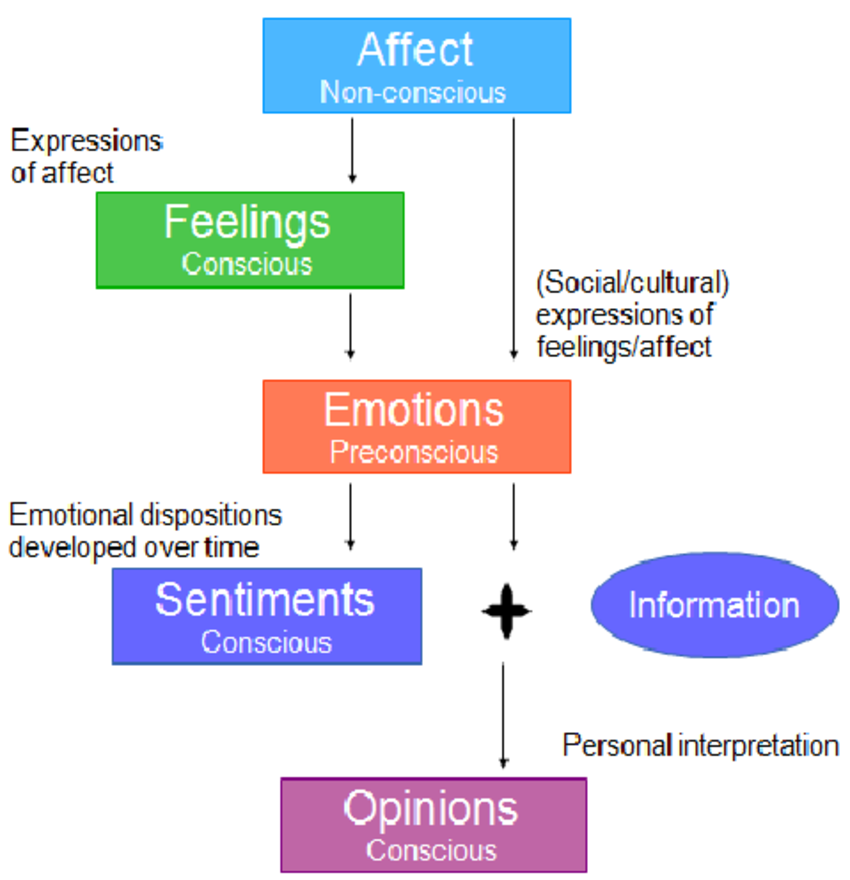 Affect
Non-conscious
Expressions
of affect
Feelings
Conscious
(Social/cultural)
expressions of
feelings/affect
Emotions
Preconscious
Emotional dispositions
developed over time
Sentiments
Conscious
Information
Personal interpretation
Opinions
Conscious